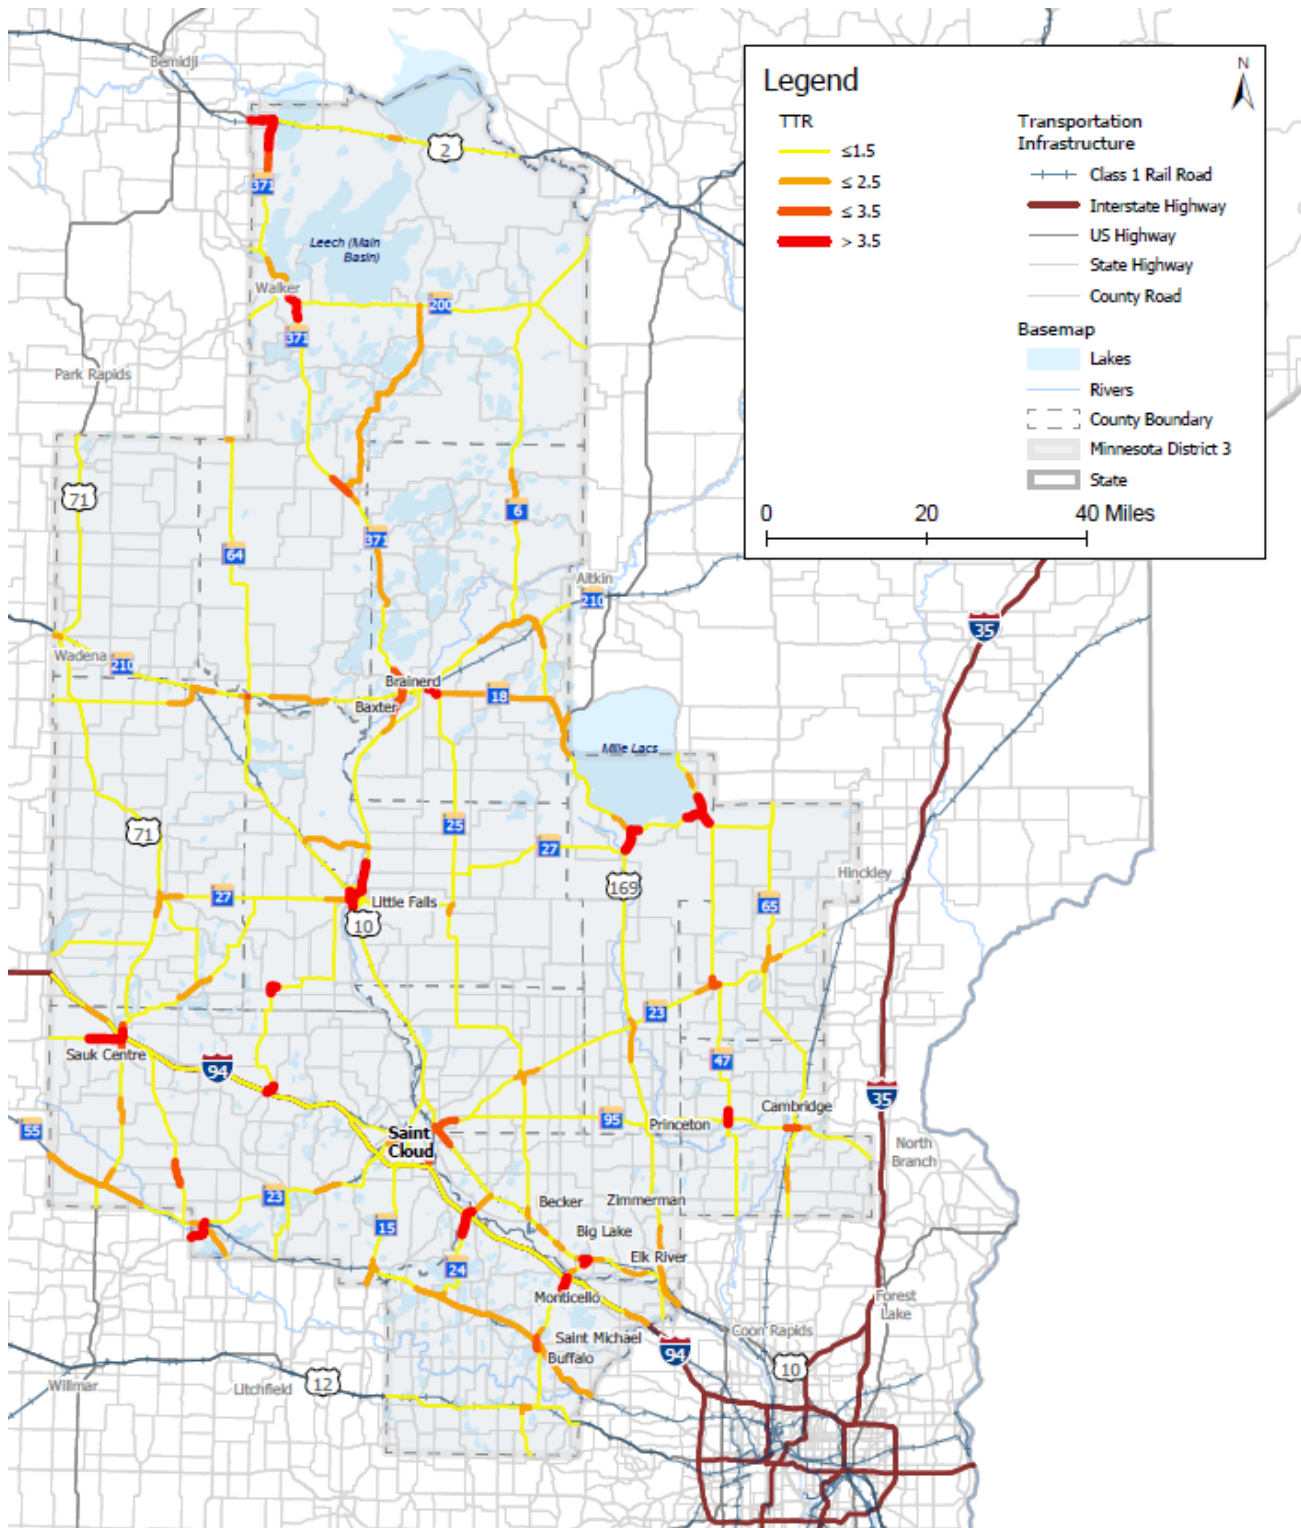 Bemidji
N
Legend
TTR
≤1.5
≤ 2.5
≤ 3.5
> 3.5
Transportation
Infrastructure
Class 1 Rail Road
Interstate Highway
US Highway
State Highway
County Road
Basemap
Lakes
Rivers
County Boundary
Minnesota District 3
State
0 20 40 Miles
2
371
Leech (Main
Basin)
Walker
200
371
Park Rapids
71
6
371
64
Aitkin
210
35
Wadena
210
Brainerd
18
Baxter
Mille Lacs
71
25
27
Hinckley
169
27
Little Falls
65
10
23
Sauk Centre
94
47
35
55
95
Princeton
Cambridge
Saint
Cloud
North
Branch
23
Becker
Zimmerman
15
Big Lake
24
Elk River
Monticello
Forest
Lake
Coon Rapids
Saint Michael
94
Buffalo
10
Willmar
Litchfield
12